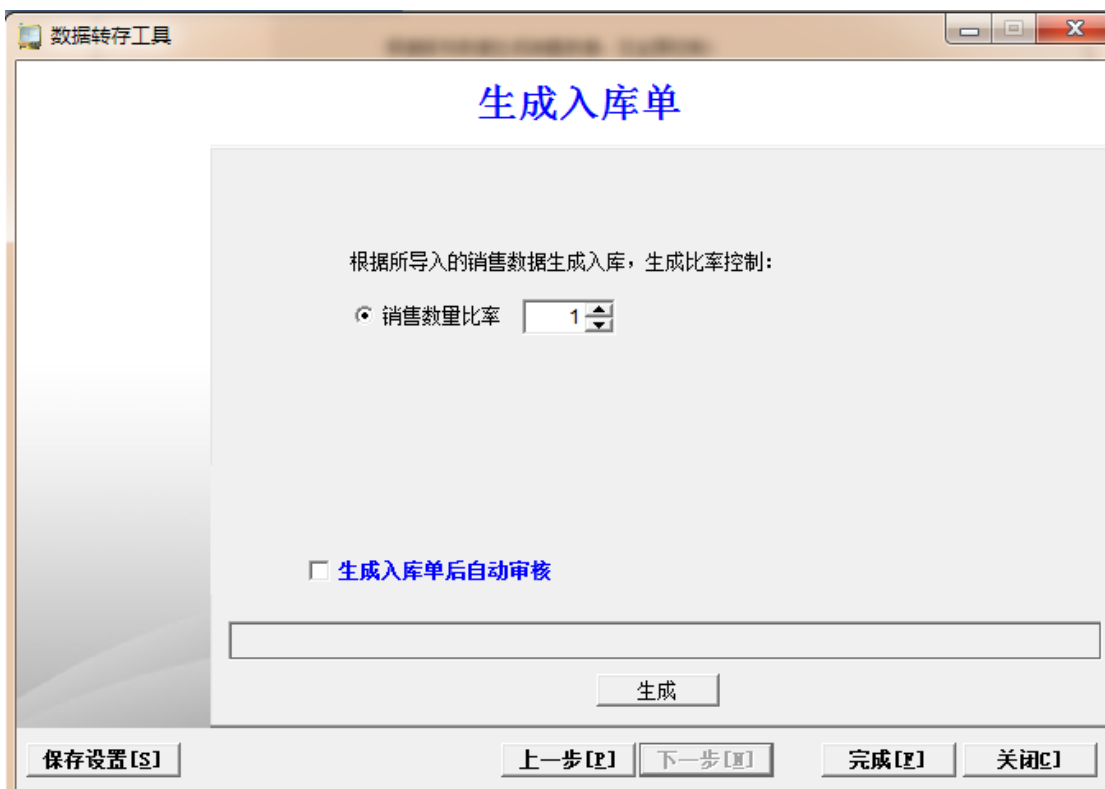 数据转存工具
生成入库单
根据所导入的销售数据生成入库，生成比率控制：
销售数量比率 1
生成入库单后自动审核
生成
保存设置[S] 上一步[P] 下一步[N] 完成[F] 关闭C]